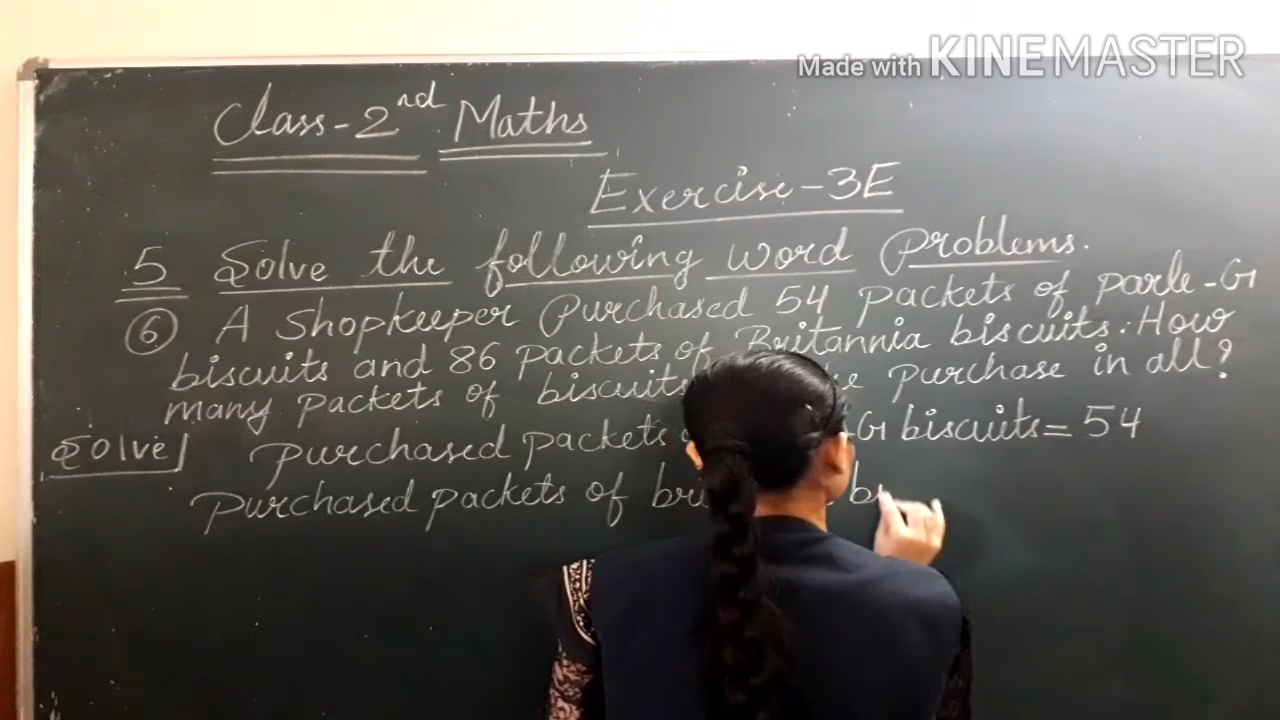 Made with KINEMASTER
Class-2nd Maths
Exercise-3E
5 Solve the following word problems.
⑥ A Shopkeeper Purchased 54 Packets of parle-G
biscuits and 86 Packets of Britannia biscuits. How
many Packets of biscuits purchase in all?
Solve Purchased packets G biscuits = 54
Purchased packets of